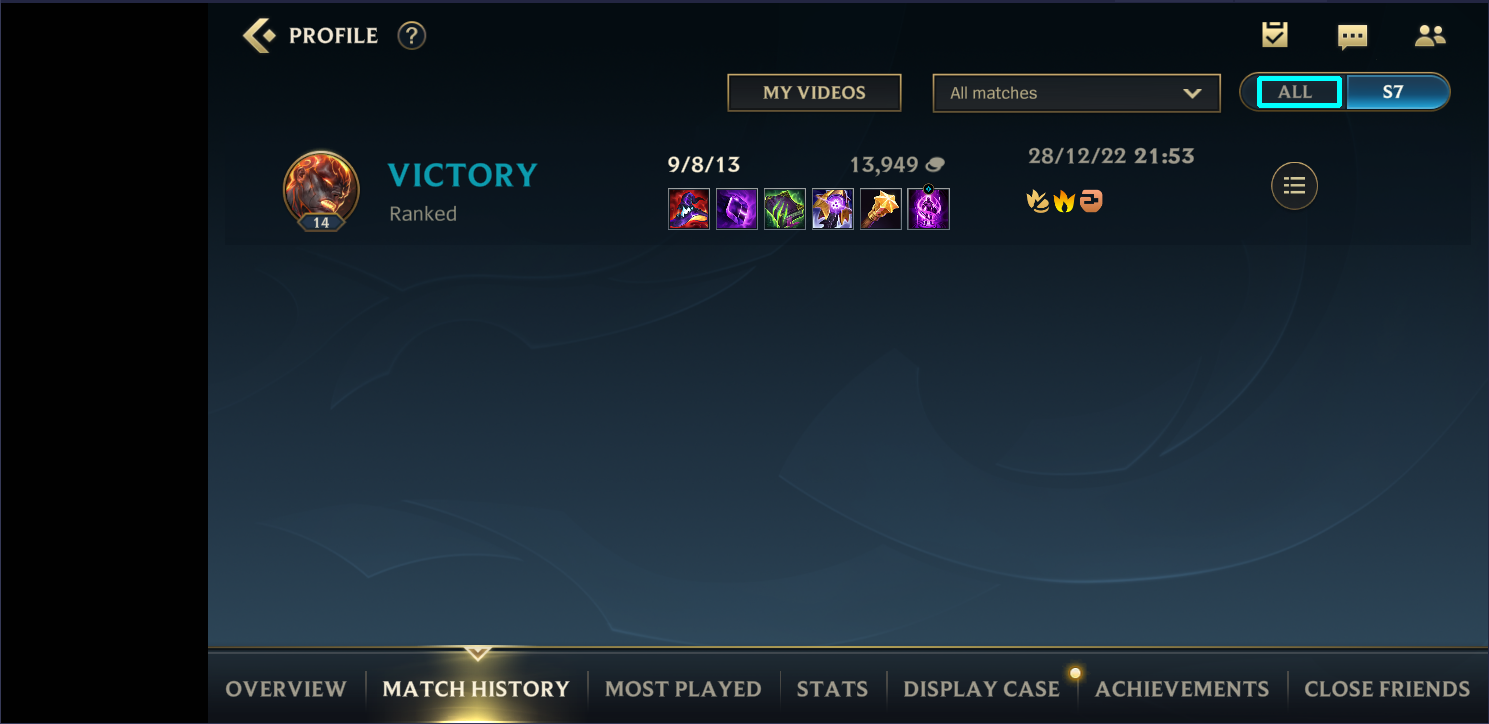 PROFILE ?
MY VIDEOS
All matches
ALL
S7
VICTORY
Ranked
14
9/8/13
13,949
28/12/22 21:53
OVERVIEW
MATCH HISTORY
MOST PLAYED
STATS
DISPLAY CASE
ACHIEVEMENTS
CLOSE FRIENDS